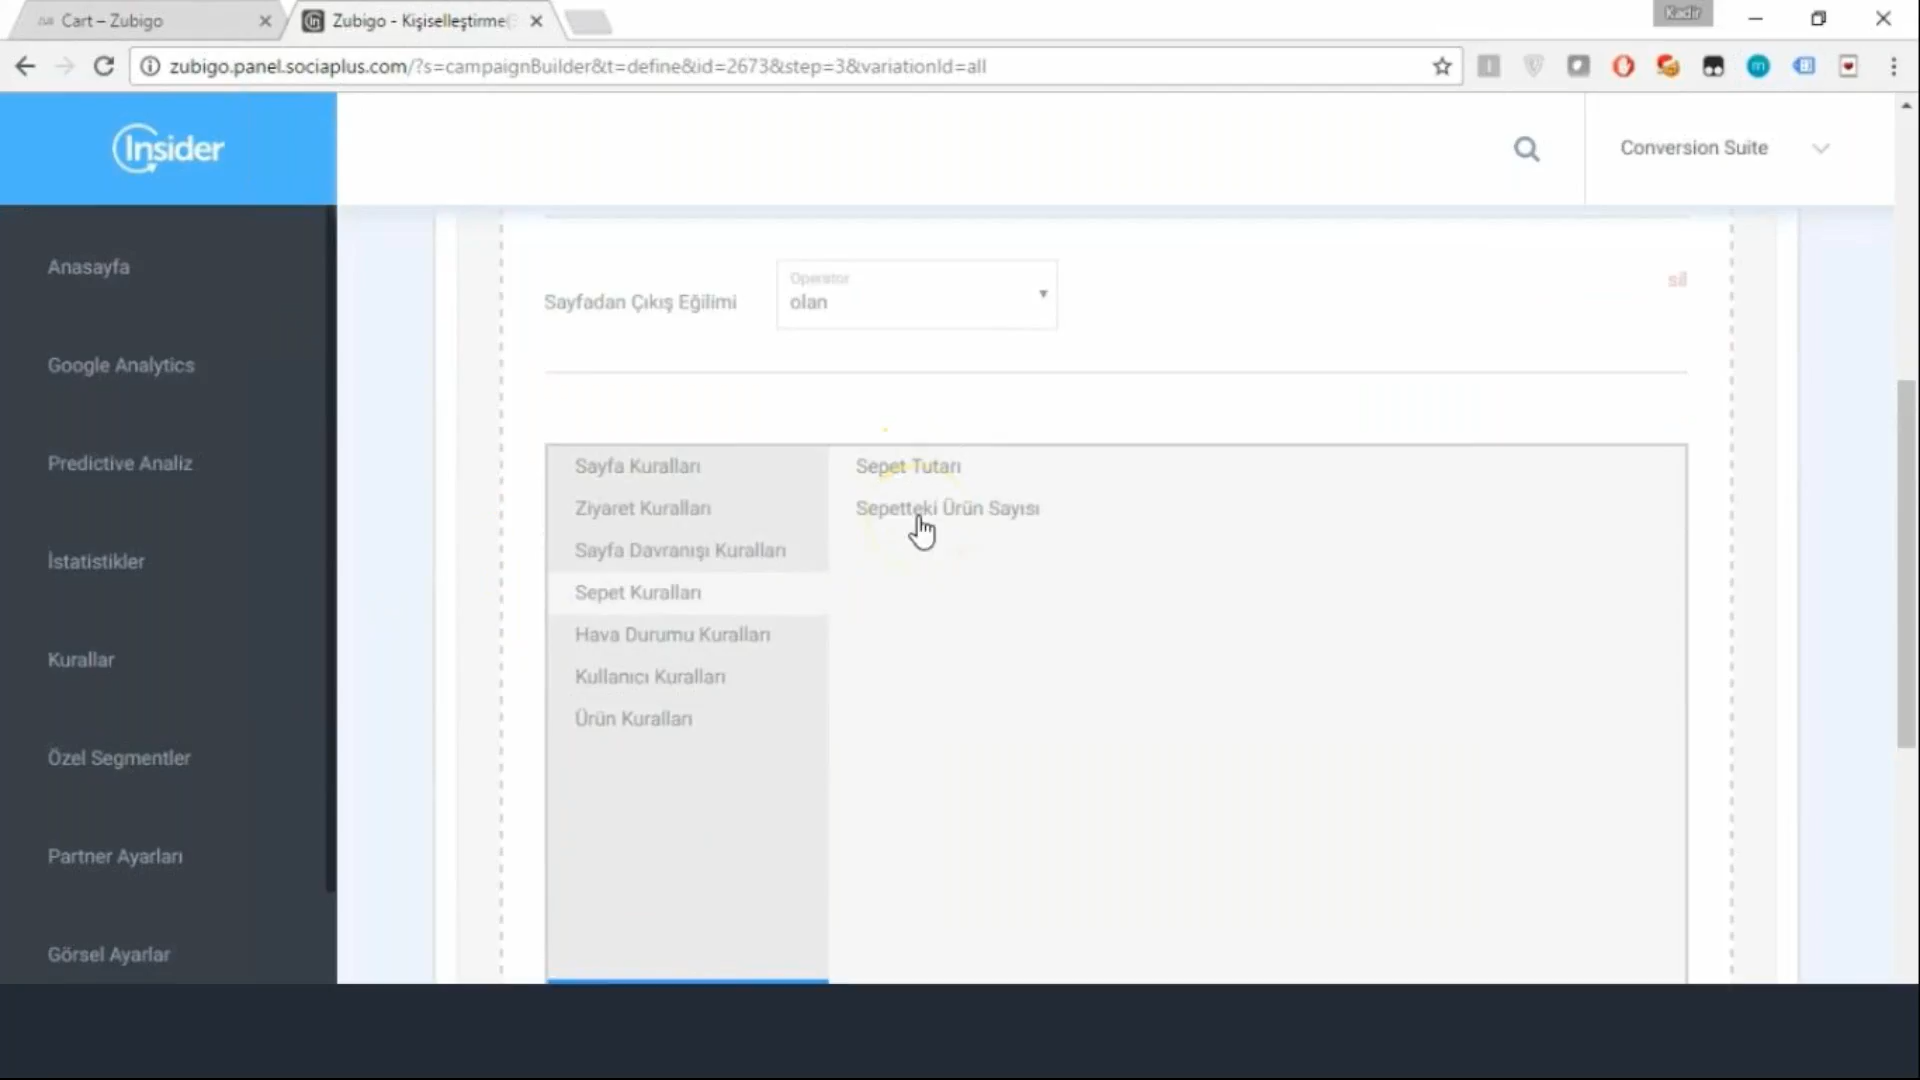 Cart – Zubigo
Zubigo - Kişiselleştirme
Kadir
zubigo.panel.sociaplus.com/?s=campaignBuilder&t=define&id=2673&step=3&variationId=all
Insider
Conversion Suite
Anasayfa
Google Analytics
Predictive Analiz
İstatistikler
Kurallar
Özel Segmentler
Partner Ayarları
Görsel Ayarlar
Sayfadan Çıkış Eğilimi
Operator
olan
sil
Sayfa Kuralları
Ziyaret Kuralları
Sayfa Davranışı Kuralları
Sepet Kuralları
Hava Durumu Kuralları
Kullanıcı Kuralları
Ürün Kuralları
Sepet Tutarı
Sepetteki Ürün Sayısı